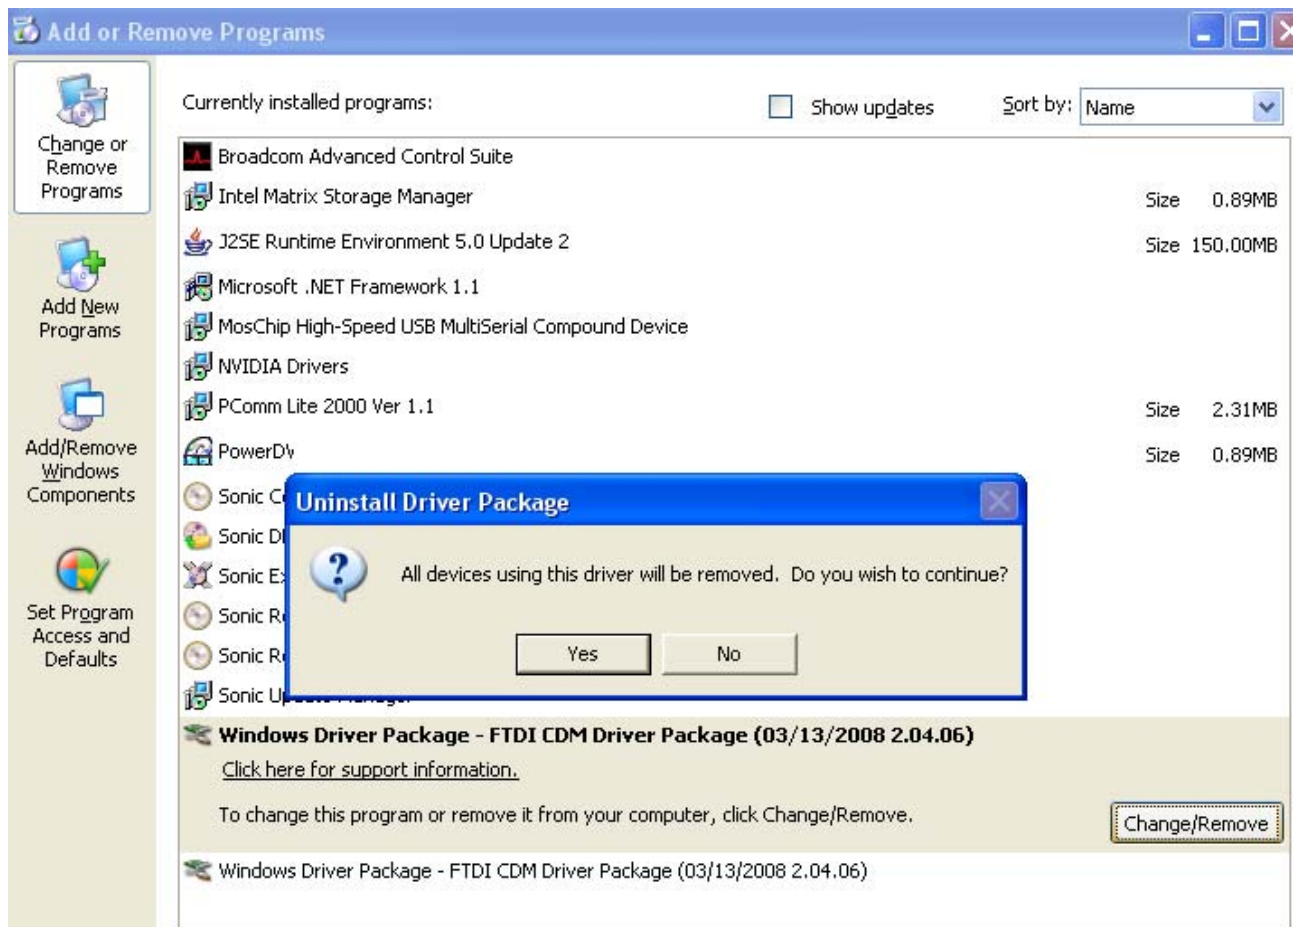 Add or Remove Programs
Change or
Remove
Programs
Add New
Programs
Add/Remove
Windows
Components
Set Program
Access and
Defaults
Currently installed programs: Show updates Sort by: Name
Broadcom Advanced Control Suite
Intel Matrix Storage Manager Size 0.89MB
J2SE Runtime Environment 5.0 Update 2 Size 150.00MB
Microsoft .NET Framework 1.1
MosChip High-Speed USB MultiSerial Compound Device
NVIDIA Drivers
PComm Lite 2000 Ver 1.1 Size 2.31MB
PowerDV Size 0.89MB
Sonic
Sonic
Sonic
Sonic
Sonic
Sonic
Uninstall Driver Package
All devices using this driver will be removed. Do you wish to continue?
Yes No
Windows Driver Package - FTDI CDM Driver Package (03/13/2008 2.04.06)
Click here for support information.
To change this program or remove it from your computer, click Change/Remove.
Change/Remove
Windows Driver Package - FTDI CDM Driver Package (03/13/2008 2.04.06)